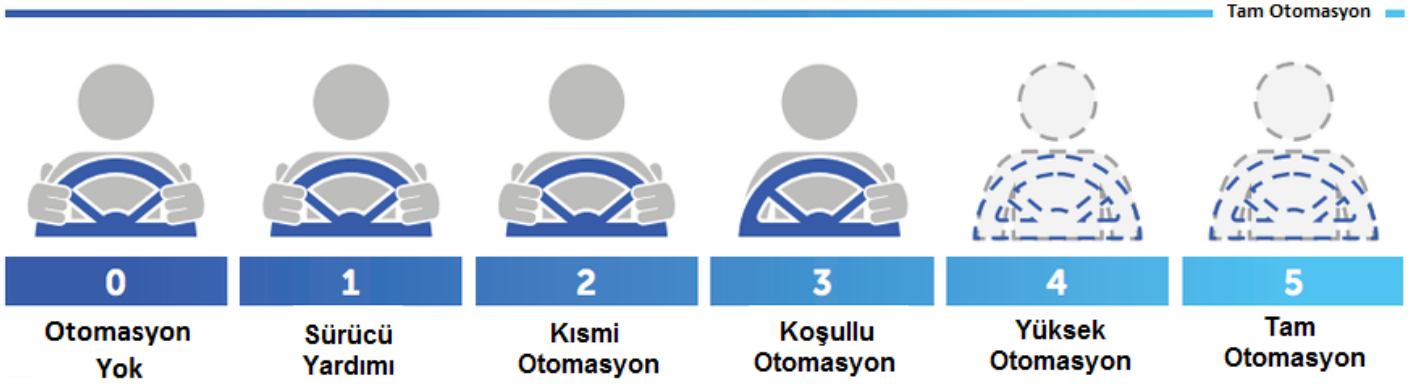 Tam Otomasyon
0
1
2
3
4
5
Otomasyon
Yok
Sürücü
Yardımı
Kısmi
Otomasyon
Koşullu
Otomasyon
Yüksek
Otomasyon
Tam
Otomasyon